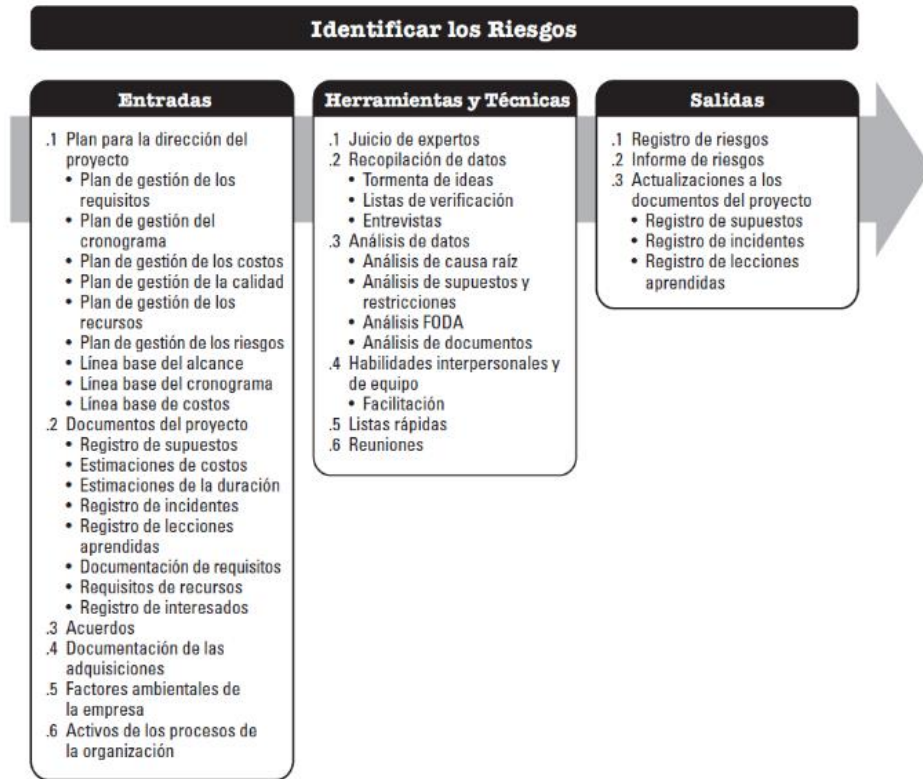 Identificar los Riesgos
Entradas
.1 Plan para la dirección del
proyecto
• Plan de gestión de los
requisitos
• Plan de gestión del
cronograma
• Plan de gestión de los costos
• Plan de gestión de la calidad
• Plan de gestión de los
recursos
• Plan de gestión de los riesgos
• Línea base del alcance
• Línea base del cronograma
• Línea base de costos
.2 Documentos del proyecto
• Registro de supuestos
• Estimaciones de costos
• Estimaciones de la duración
• Registro de incidentes
• Registro de lecciones
aprendidas
• Documentación de requisitos
• Requisitos de recursos
• Registro de interesados
.3 Acuerdos
.4 Documentación de las
adquisiciones
.5 Factores ambientales de
la empresa
.6 Activos de los procesos de
la organización
Herramientas y Técnicas
.1 Juicio de expertos
.2 Recopilación de datos
• Tormenta de ideas
• Listas de verificación
• Entrevistas
.3 Análisis de datos
• Análisis de causa raíz
• Análisis de supuestos y
restricciones
• Análisis FODA
• Análisis de documentos
.4 Habilidades interpersonales y
de equipo
• Facilitación
.5 Listas rápidas
.6 Reuniones
Salidas
.1 Registro de riesgos
.2 Informe de riesgos
.3 Actualizaciones a los
documentos del proyecto
• Registro de supuestos
• Registro de incidentes
• Registro de lecciones
aprendidas